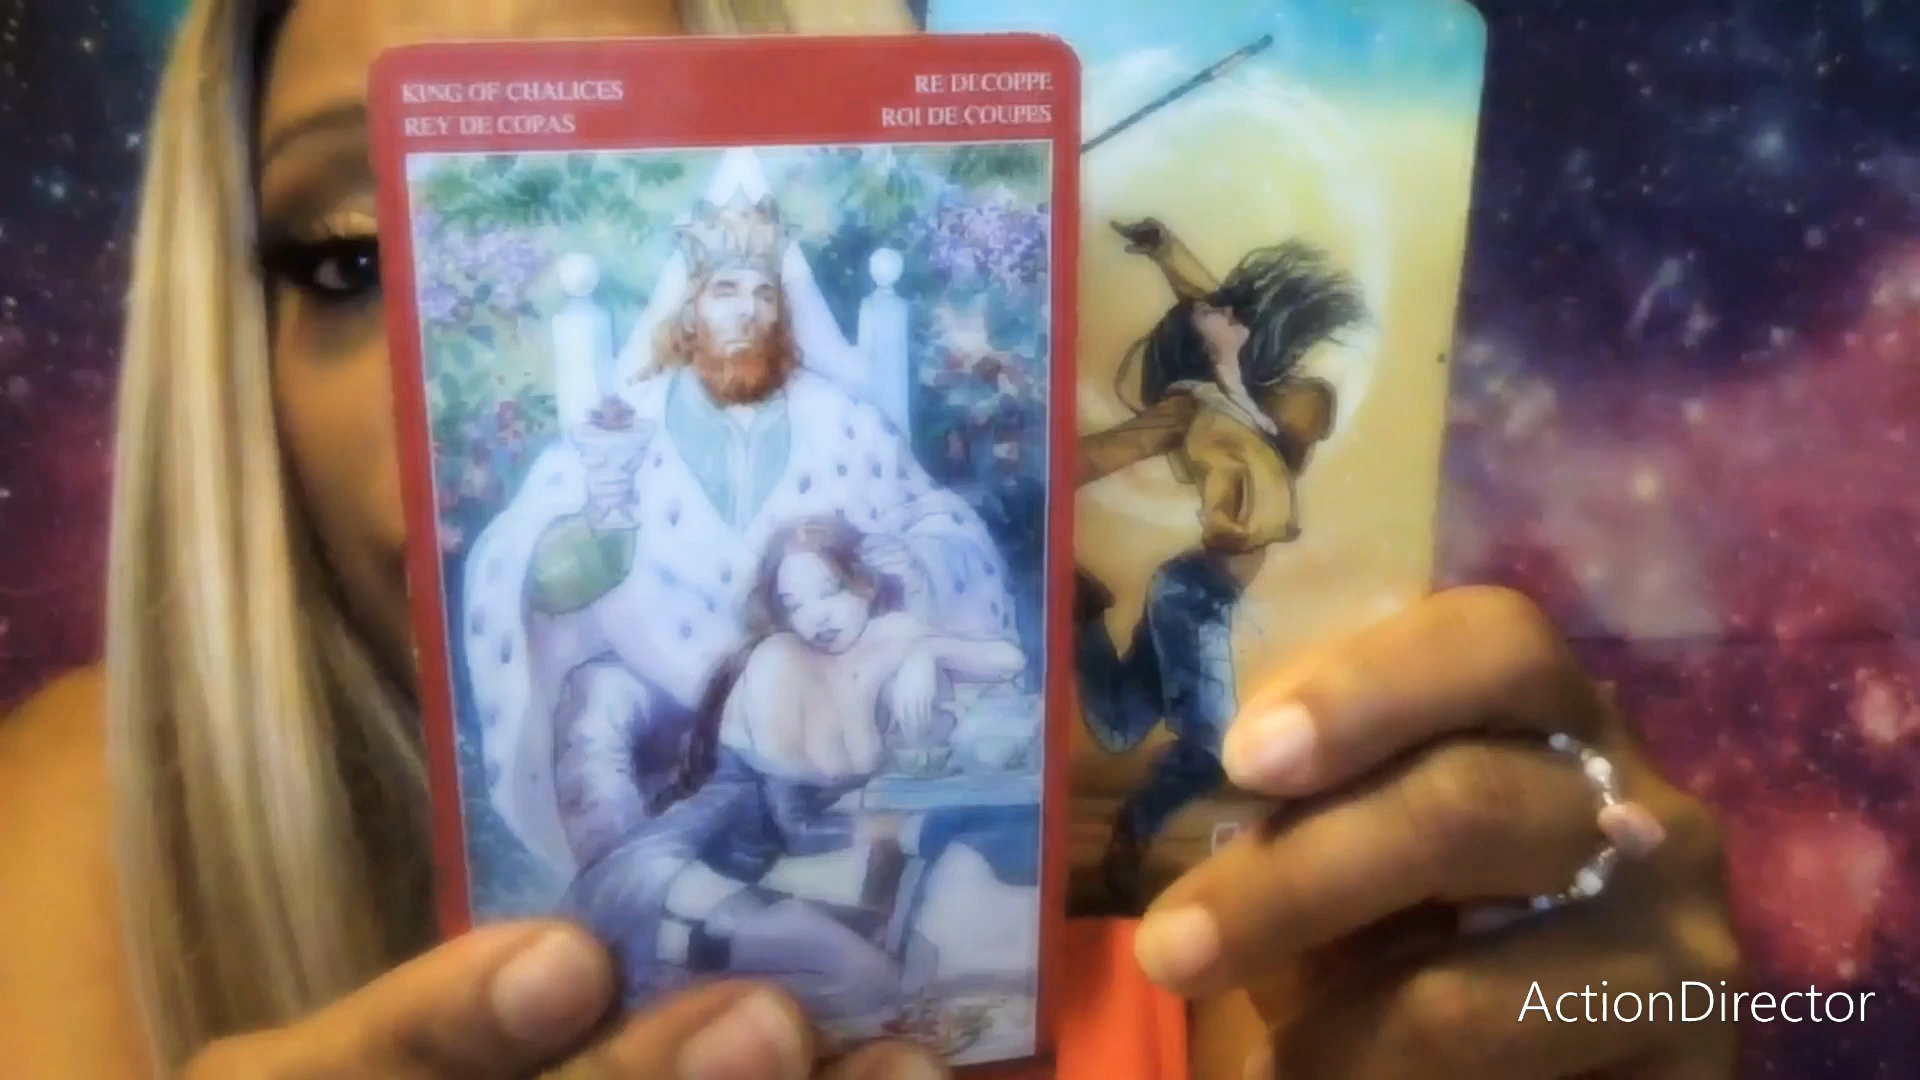 KING OF CHALICES
REY DE COPAS
RE DI COPPE
ROI DE COUPES
ActionDirector